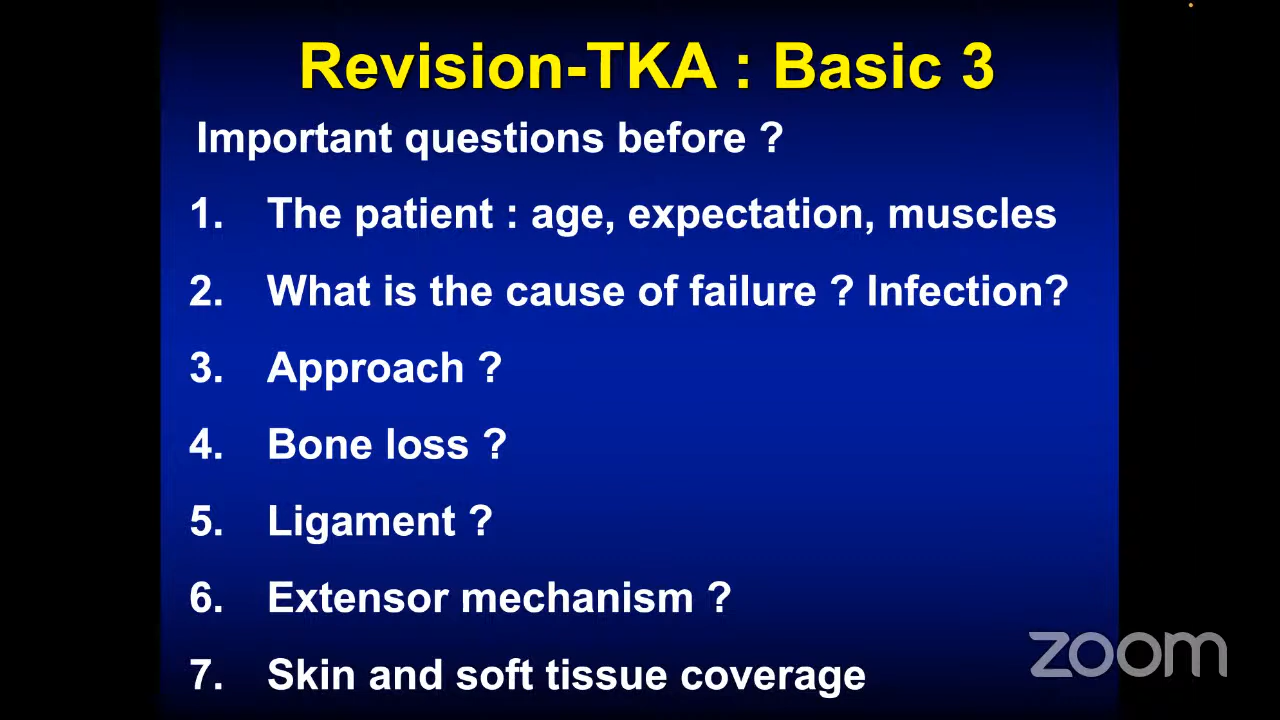 Revision-TKA : Basic 3
Important questions before ?
1. The patient : age, expectation, muscles
2. What is the cause of failure ? Infection?
3. Approach ?
4. Bone loss ?
5. Ligament ?
6. Extensor mechanism ?
7. Skin and soft tissue coverage
zoom